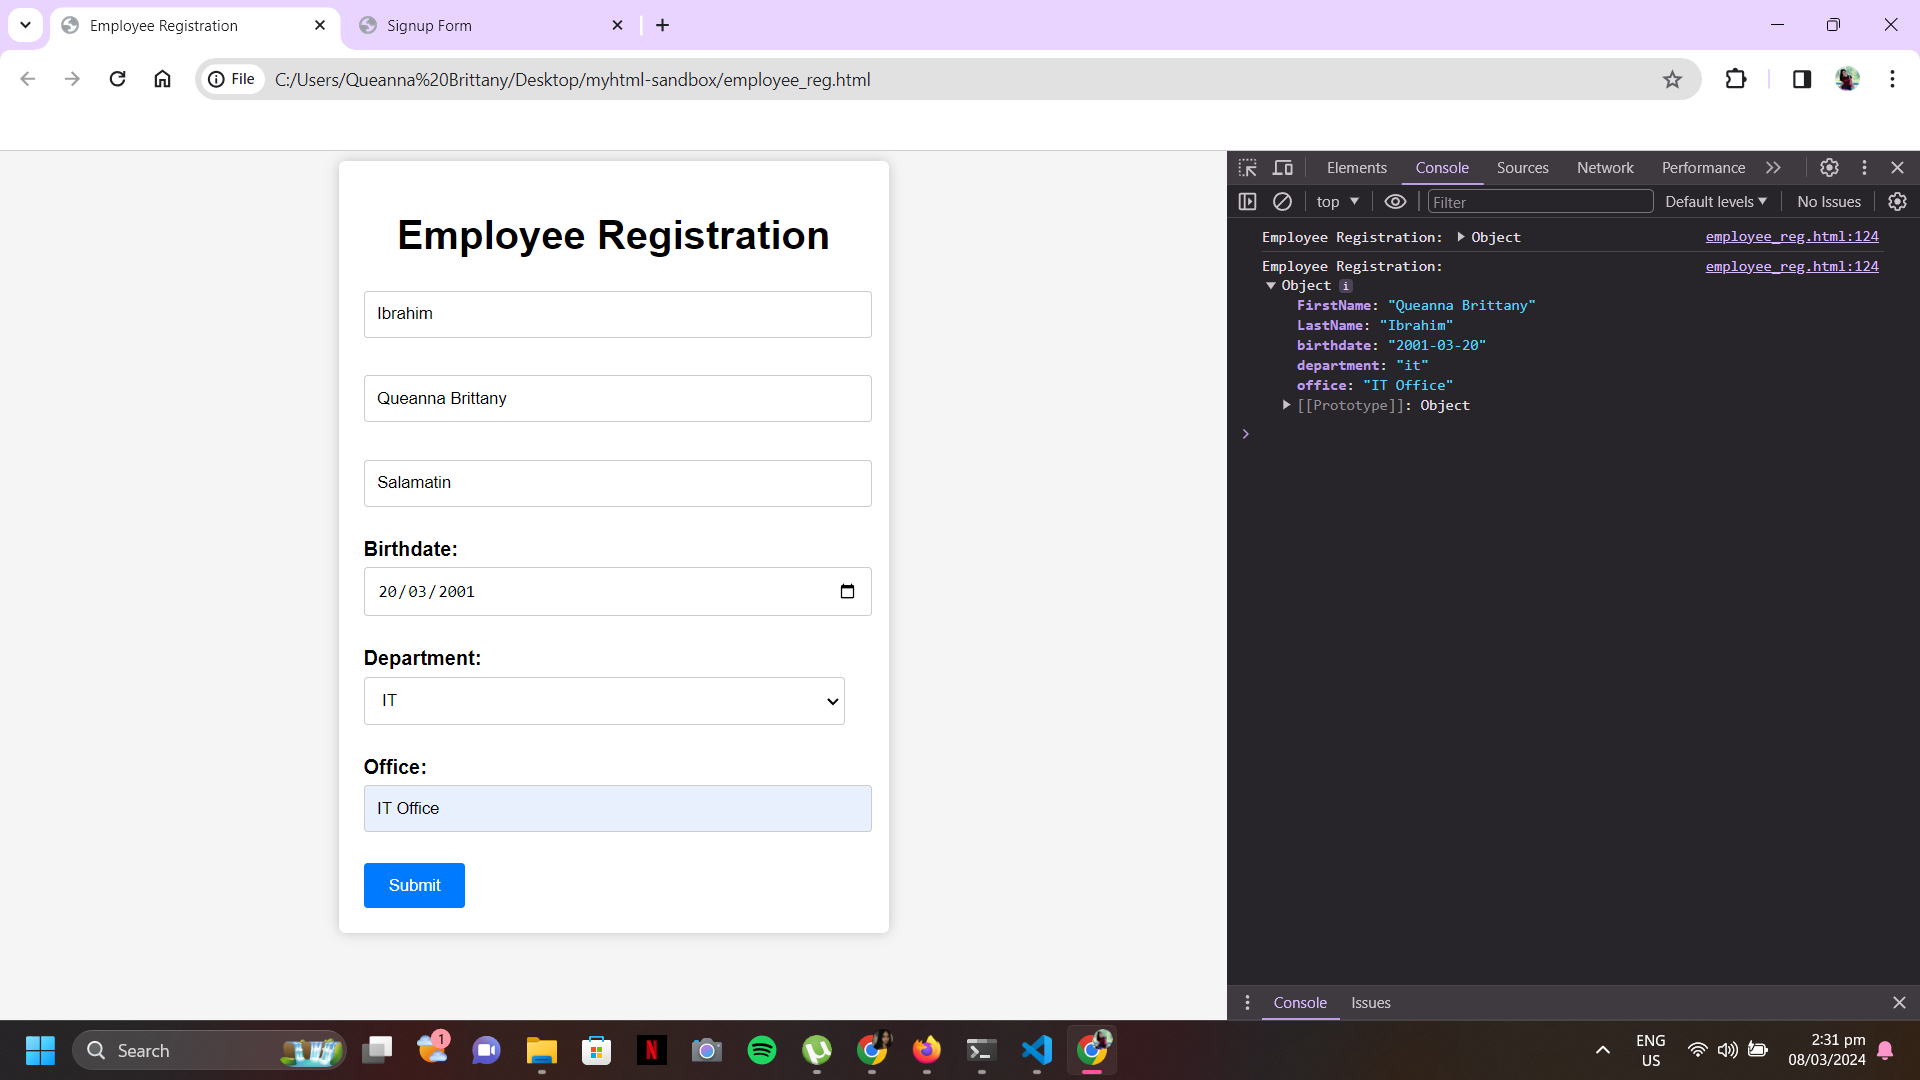 Employee Registration
Signup Form
File
C:/Users/Queanna%20Brittany/Desktop/myhtml-sandbox/employee_reg.html
Employee Registration
Ibrahim
Queanna Brittany
Salamatin
Birthdate:
20/03/2001
Department:
IT
Office:
IT Office
Submit
Elements Console Sources Network Performance
top Filter Default levels No Issues
Employee Registration: Object employee_reg.html:124
Employee Registration: employee_reg.html:124
Object i
FirstName: "Queanna Brittany"
LastName: "Ibrahim"
birthdate: "2001-03-20"
department: "it"
office: "IT Office"
[[Prototype]]: Object
Console Issues
Search
1
N
ENG
US
2:31 pm
08/03/2024